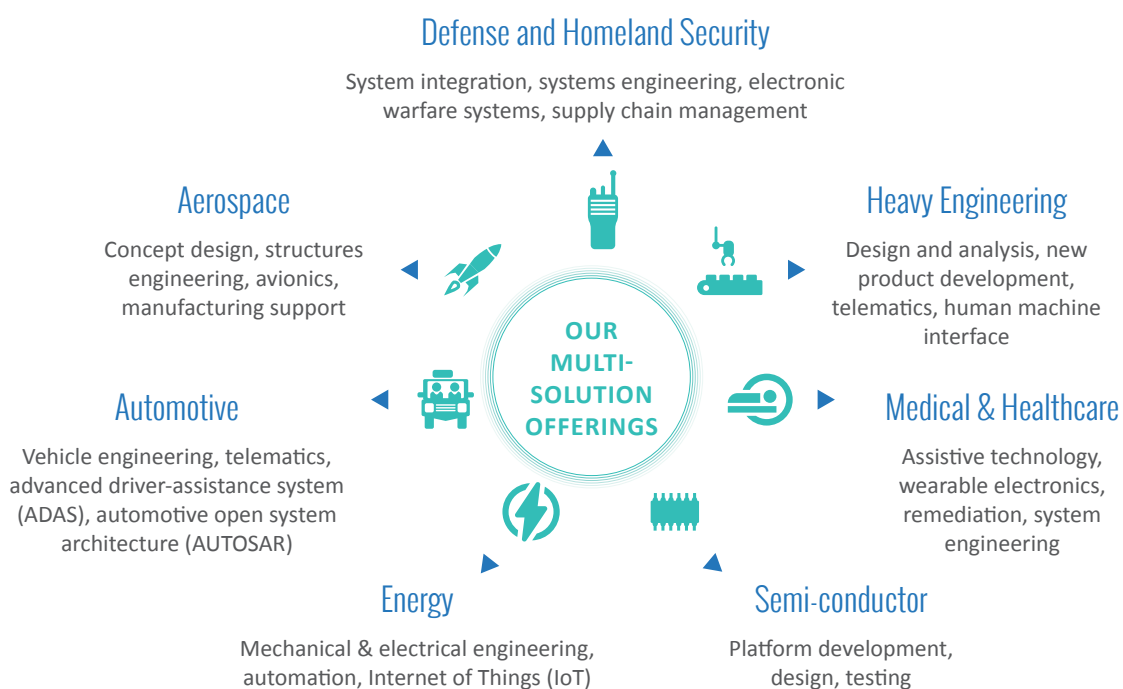 Defense and Homeland Security
System integration, systems engineering, electronic
warfare systems, supply chain management
Aerospace
Concept design, structures
engineering, avionics,
manufacturing support
Heavy Engineering
Design and analysis, new
product development,
telematics, human machine
interface
OUR
MULTI-
SOLUTION
OFFERINGS
Automotive
Vehicle engineering, telematics,
advanced driver-assistance system
(ADAS), automotive open system
architecture (AUTOSAR)
Medical & Healthcare
Assistive technology,
wearable electronics,
remediation, system
engineering
Energy
Mechanical & electrical engineering,
automation, Internet of Things (IoT)
Semi-conductor
Platform development,
design, testing